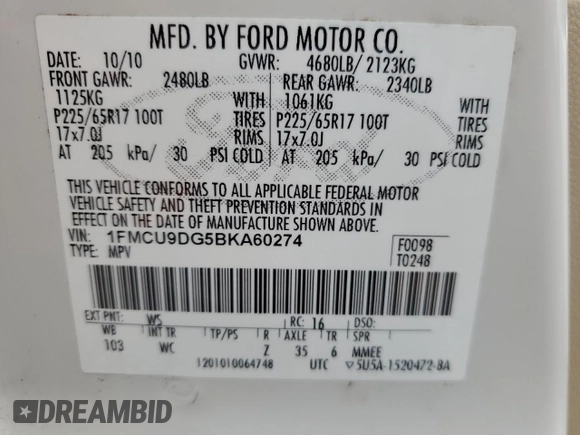 MFD. BY FORD MOTOR CO.
DATE: 10/10 GVWR: 4680LB/ 2123KG
FRONT GAWR: 2480LB REAR GAWR: 2340LB
1125KG WITH 1061KG WITH
P225/65R17 100T TIRES P225/65R17 100T TIRES
17x7.0J RIMS 17x7.0J RIMS
AT 205 kPa/ 30 PSI COLD AT 205 kPa/ 30 PSI COLD
Ford
THIS VEHICLE CONFORMS TO ALL APPLICABLE FEDERAL MOTOR
VEHICLE SAFETY AND THEFT PREVENTION STANDARDS IN
EFFECT ON THE DATE OF MANUFACTURE SHOWN ABOVE.
VIN: 1FMCU9DG5BKA60274 F0098
TYPE: MPV T0248
EXT PNT: WS RC: 16 DSO:
WB INT TR TP/PS R AXLE TR SPR
103 WC Z 35 6 MMEE
1201010064748 UTC ▽5U5A-1520472-BA
DREAMBID